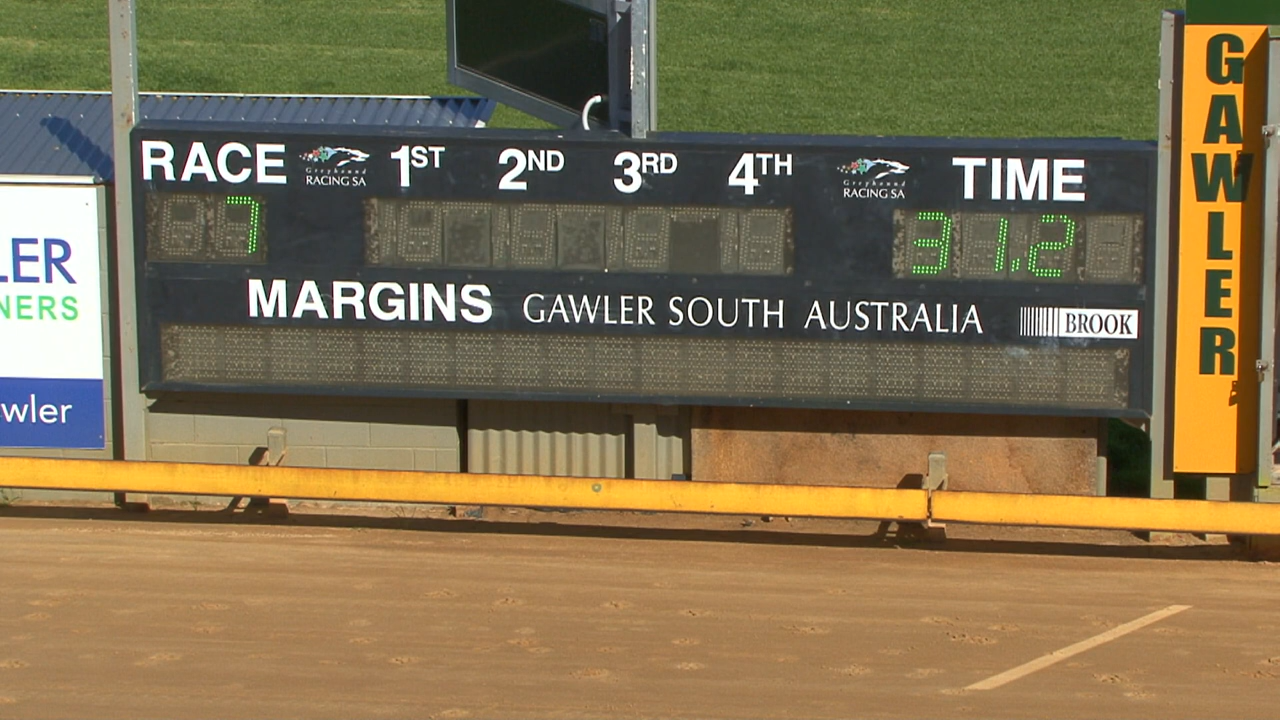 RACE
Greyhound
RACING SA
1ST 2ND 3RD 4TH
Greyhound
RACING SA
TIME
7
31.2
MARGINS GAWLER SOUTH AUSTRALIA BROOK
GAWLER
LER
NERS
wler